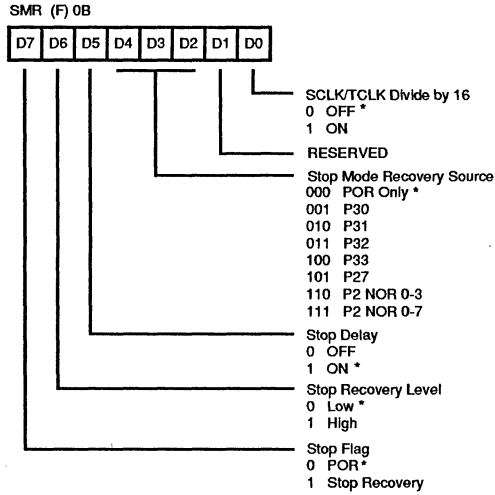 SMR (F) 0B
D7 D6 D5 D4 D3 D2 D1 D0
SCLK/TCLK Divide by 16
0 OFF *
1 ON
RESERVED
Stop Mode Recovery Source
000 POR Only *
001 P30
010 P31
011 P32
100 P33
101 P27
110 P2 NOR 0-3
111 P2 NOR 0-7
Stop Delay
0 OFF
1 ON *
Stop Recovery Level
0 Low *
1 High
Stop Flag
0 POR *
1 Stop Recovery